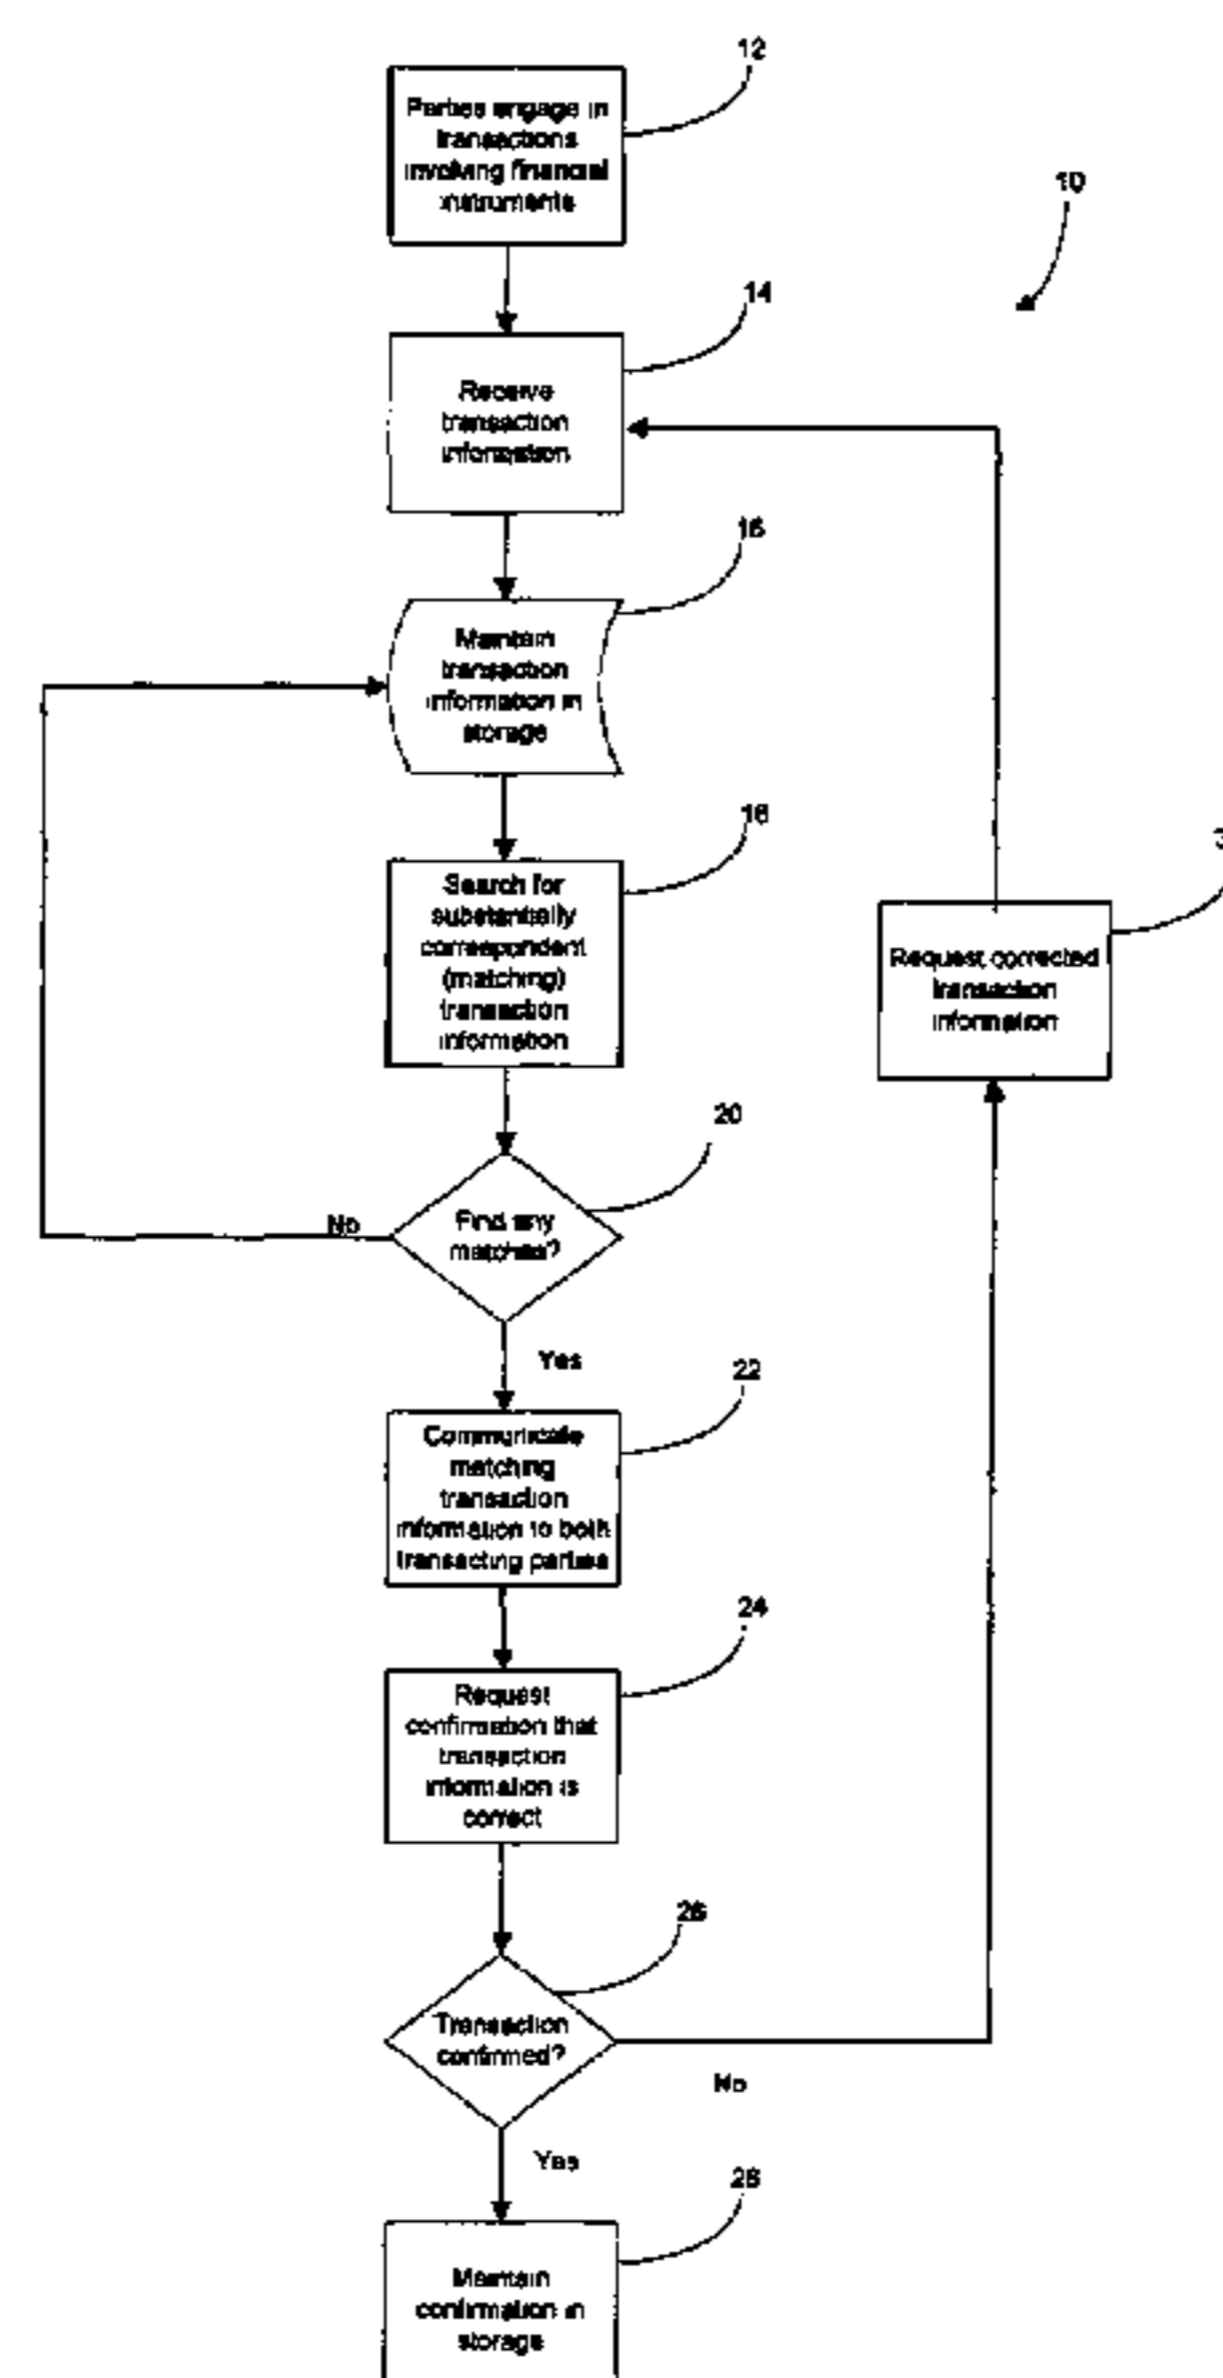 12
Parties engage in
transactions
involving financial
instruments
10
14
Receive
transaction
information
16
Maintain
transaction
information in
storage
18
Search for
substantially
correspondent
(matching)
transaction
information
3
Request corrected
transaction
information
20
Find any
matches?
No
Yes
22
Communicate
matching
transaction
information to both
transacting parties
24
Request
confirmation that
transaction
information is
correct
26
Transaction
confirmed?
No
Yes
28
Maintain
confirmation in
storage